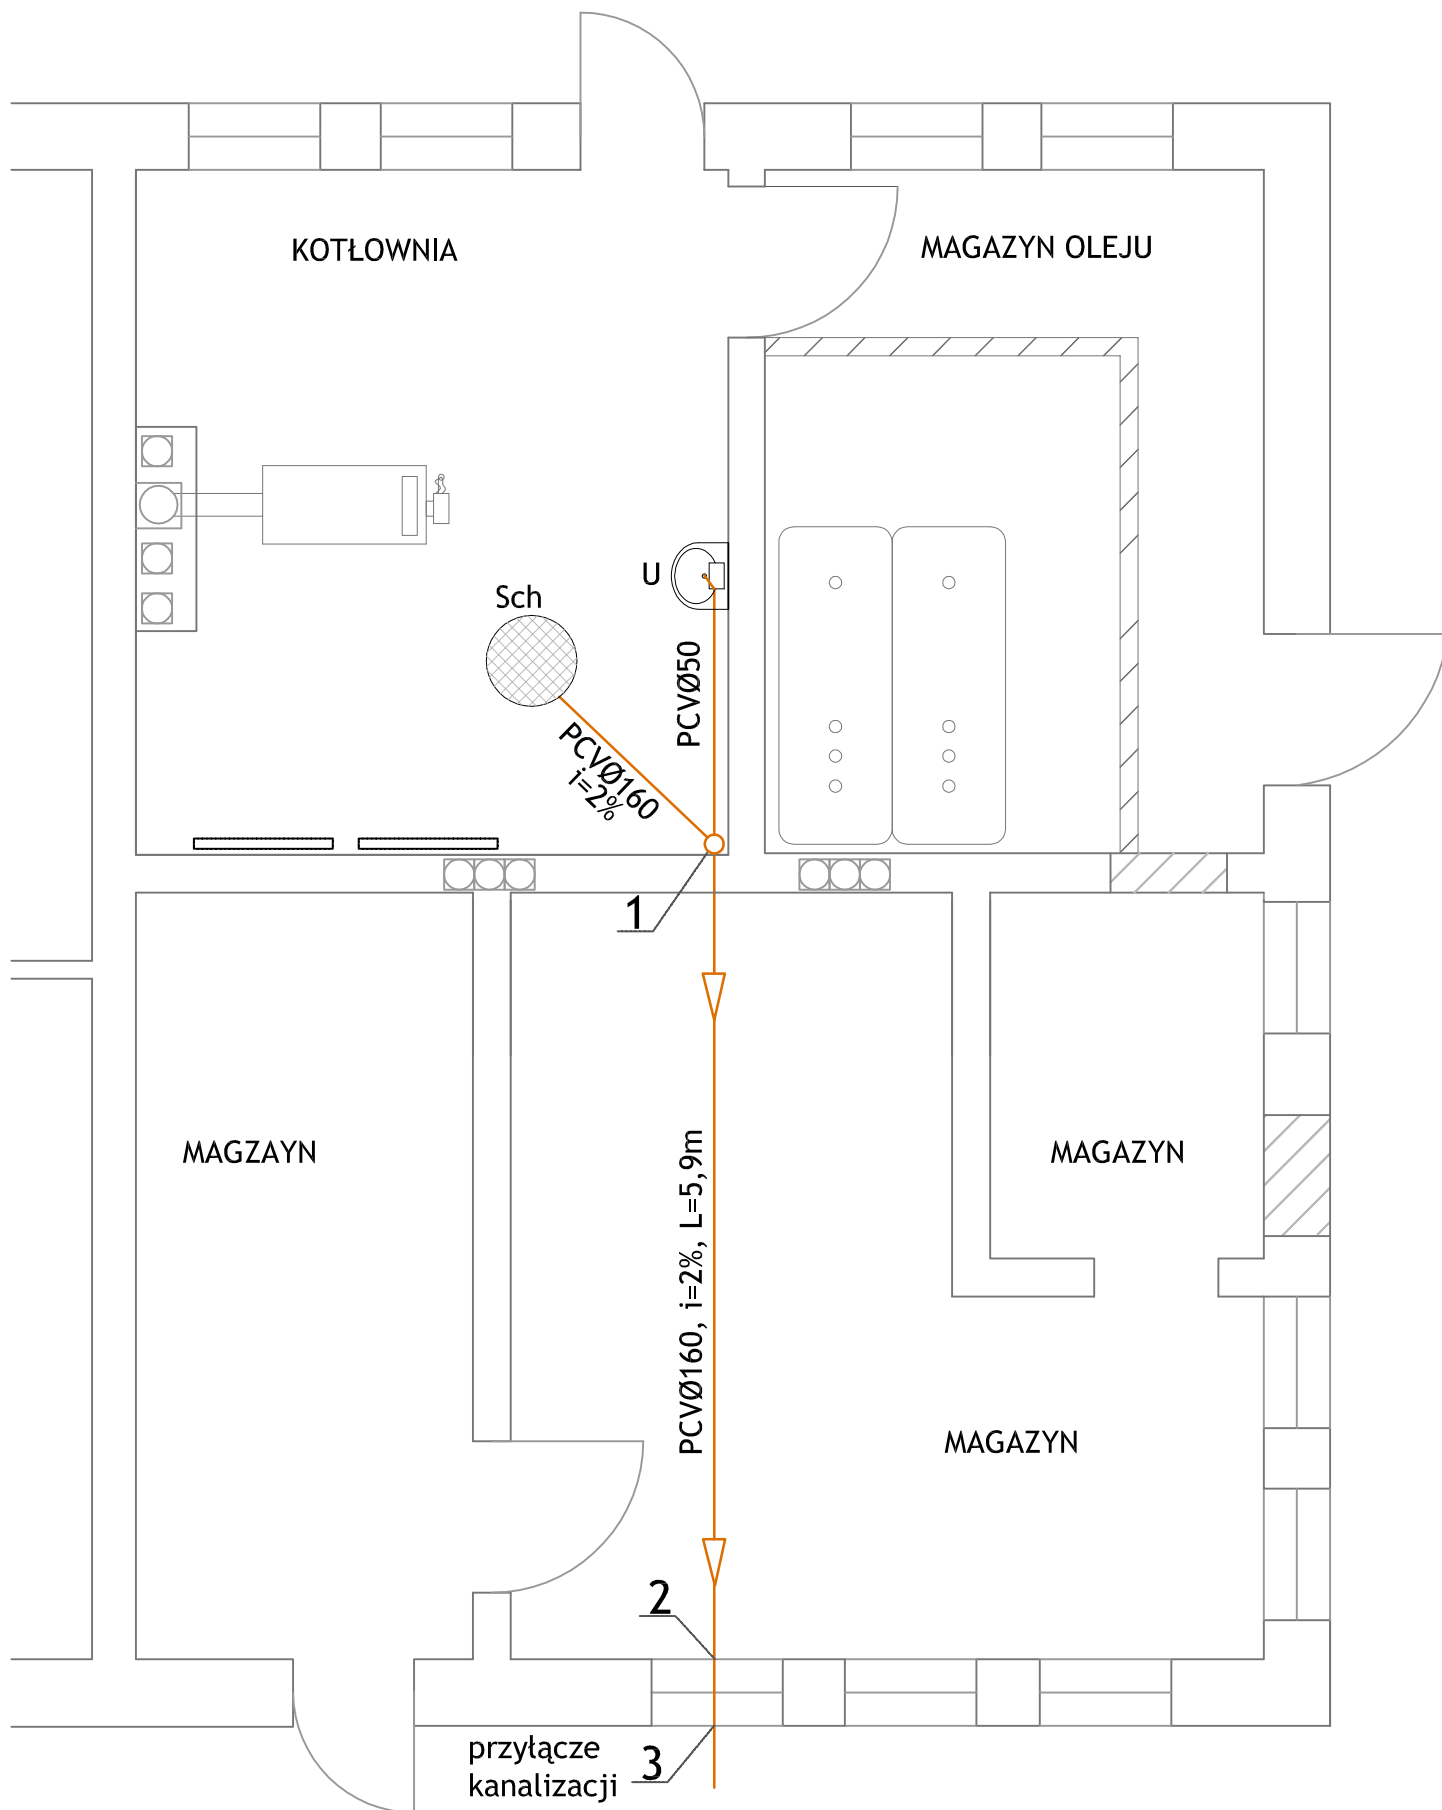 KOTŁOWNIA
MAGAZYN OLEJU
U
Sch
PCVØ50
PCVØ160
i=2%
1
MAGZAYN
MAGAZYN
PCVØ160, i=2%, L=5,9m
MAGAZYN
2
przyłącze
kanalizacji
3